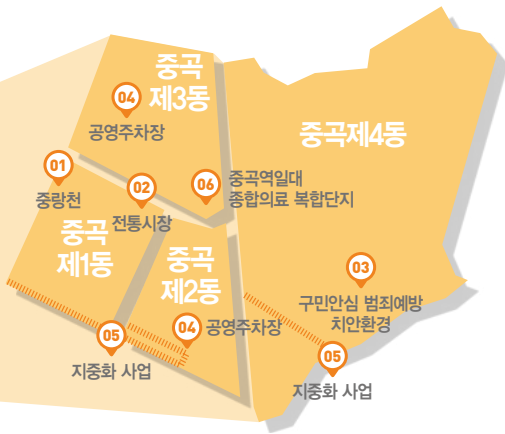 중곡
제3동
04
공영주차장
중곡제4동
01
중랑천
02
전통시장
06
중곡역일대
종합의료 복합단지
중곡
제1동
중곡
제2동
03
구민안심 범죄예방
치안환경
04
공영주차장
05
지중화 사업
05
지중화 사업